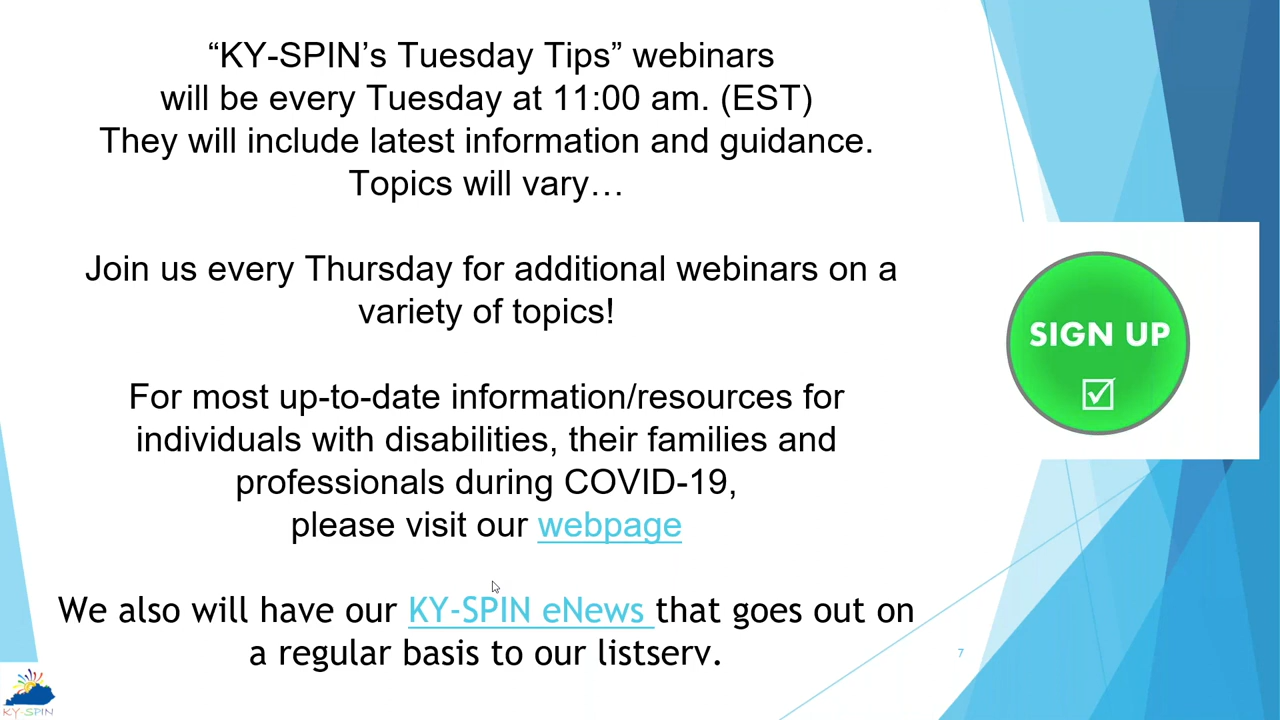 “KY-SPIN’s Tuesday Tips” webinars
will be every Tuesday at 11:00 am. (EST)
They will include latest information and guidance.
Topics will vary…
Join us every Thursday for additional webinars on a
variety of topics!
For most up-to-date information/resources for
individuals with disabilities, their families and
professionals during COVID-19,
please visit our webpage
We also will have our KY-SPIN eNews that goes out on
a regular basis to our listserv.
SIGN UP
7
KY-SPIN